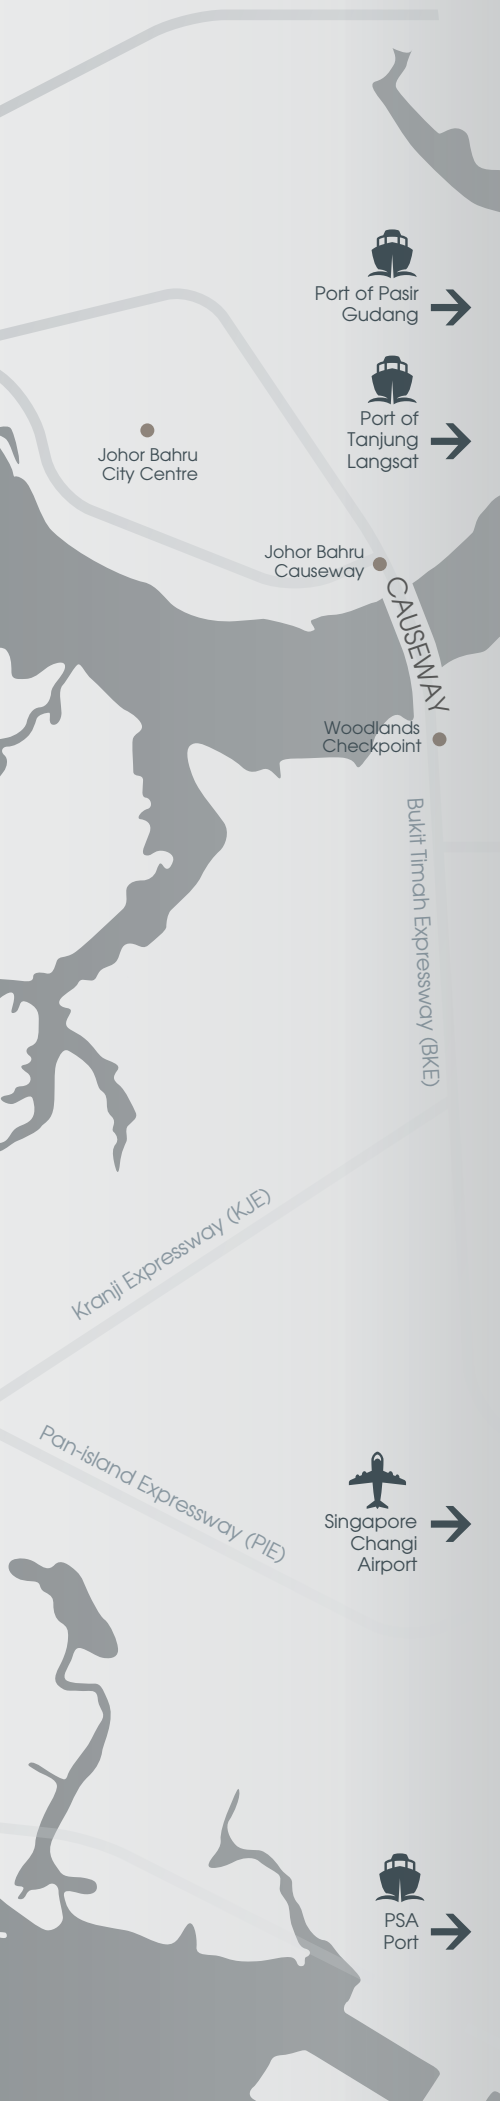 Port of Pasir
Gudang
Port of
Tanjung
Langsat
Johor Bahru
City Centre
Johor Bahru
Causeway
CAUSEWAY
Woodlands
Checkpoint
Bukit Timah Expressway (BKE)
Kranji Expressway (KJE)
Pan-island Expressway (PIE)
Singapore
Changi
Airport
PSA
Port